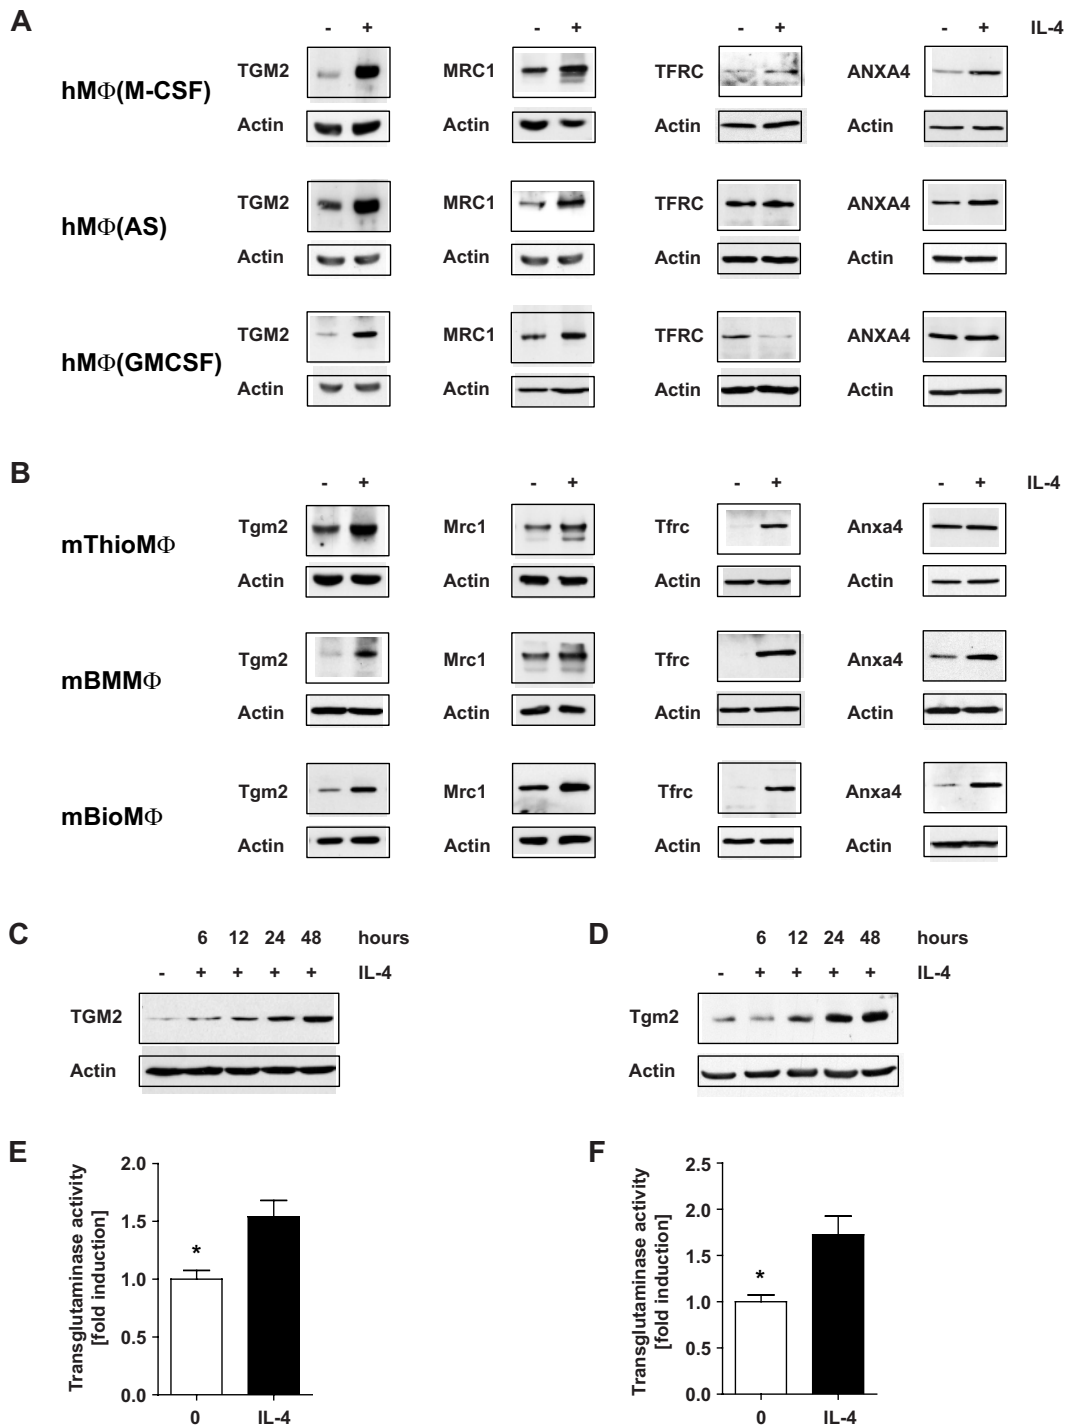 A
- + - + - + - + IL-4
hMΦ(M-CSF)
TGM2 MRC1 TFRC ANXA4
Actin Actin Actin Actin
hMΦ(AS)
TGM2 MRC1 TFRC ANXA4
Actin Actin Actin Actin
hMΦ(GMCSF)
TGM2 MRC1 TFRC ANXA4
Actin Actin Actin Actin
B
- + - + - + - + IL-4
mThioMΦ
Tgm2 Mrc1 Tfrc Anxa4
Actin Actin Actin Actin
mBMMΦ
Tgm2 Mrc1 Tfrc Anxa4
Actin Actin Actin Actin
mBioMΦ
Tgm2 Mrc1 Tfrc Anxa4
Actin Actin Actin Actin
C
6 12 24 48 hours
- + + + + IL-4
TGM2
Actin
D
6 12 24 48 hours
- + + + + IL-4
Tgm2
Actin
E
Transglutaminase activity
[fold induction]
2.0
1.5
1.0
0.5
0.0
*
0 IL-4
F
Transglutaminase activity
[fold induction]
2.5
2.0
1.5
1.0
0.5
0.0
*
0 IL-4